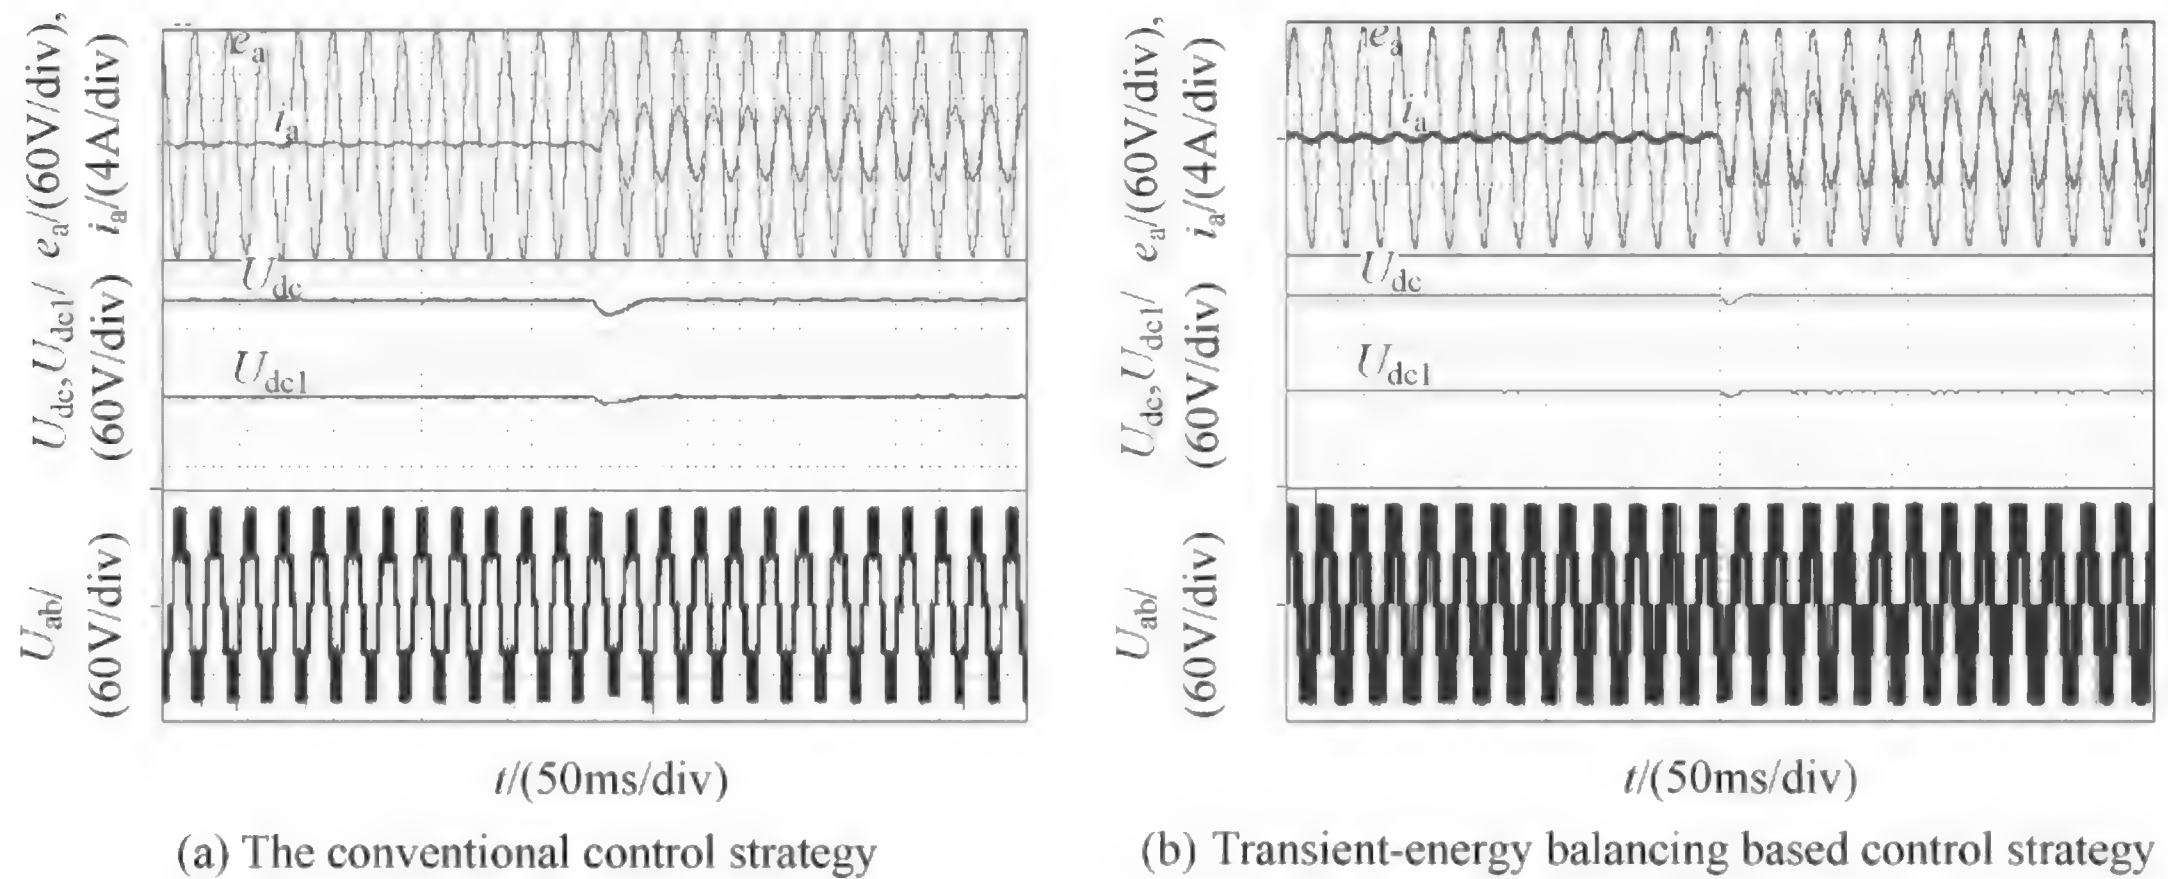 e_a/(60V/div),
i_a/(4A/div)
U_dc,U_dc1/
(60V/div)
U_ab/
(60V/div)
e_a
i_a
U_dc
U_dc1
t/(50ms/div)
(a) The conventional control strategy
e_a/(60V/div),
i_a/(4A/div)
U_dc,U_dc1/
(60V/div)
U_ab/
(60V/div)
e_a
i_a
U_dc
U_dc1
t/(50ms/div)
(b) Transient-energy balancing based control strategy